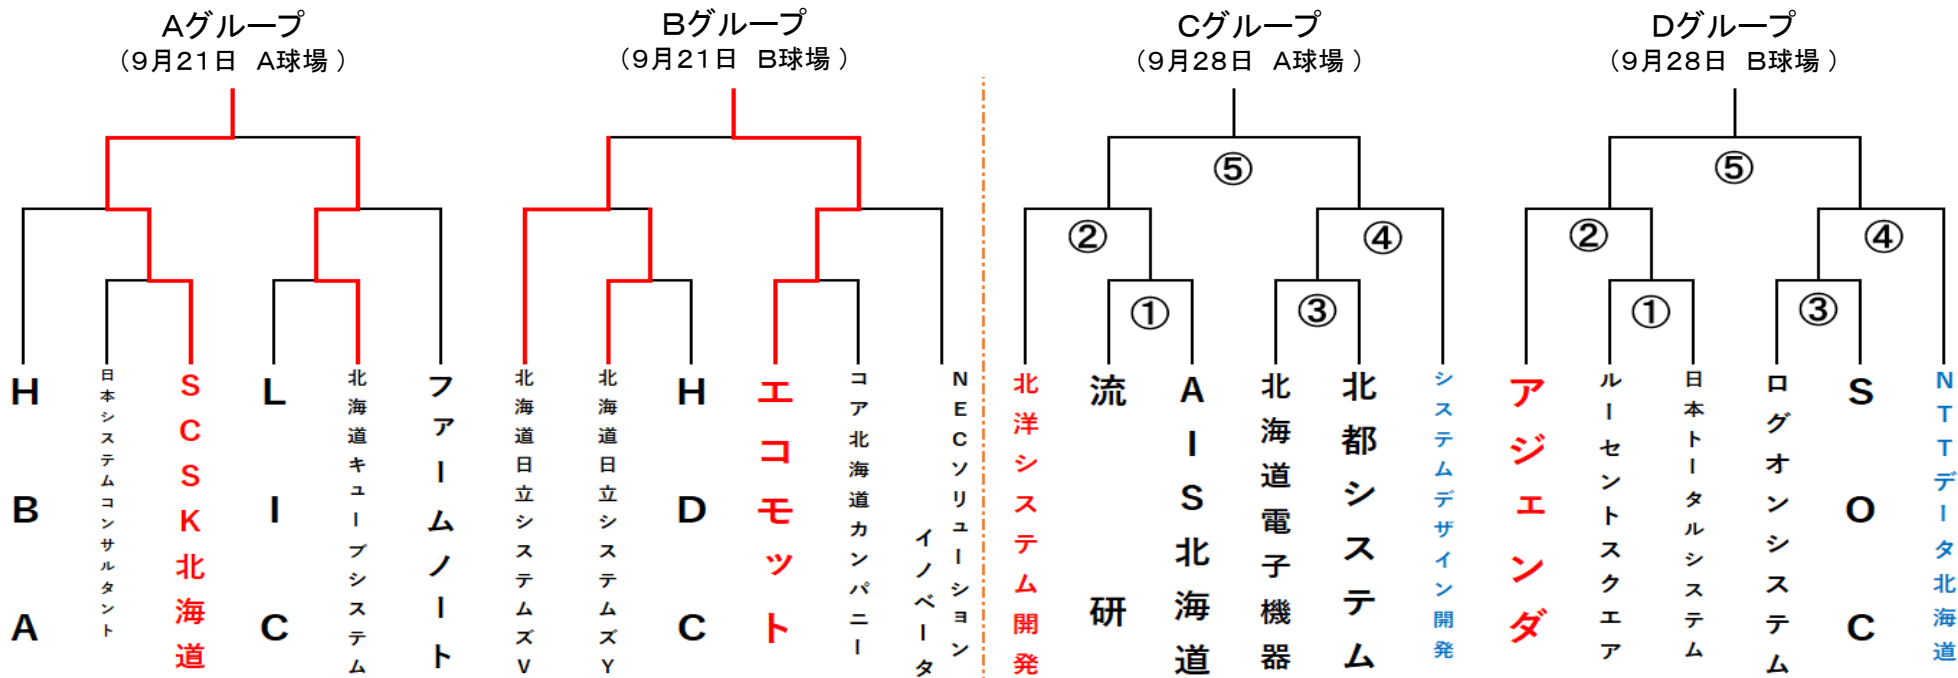 Aグループ
（9月21日　A球場 ）
Bグループ
（9月21日　B球場 ）
Cグループ
（9月28日　A球場 ）
Dグループ
（9月28日　B球場 ）
⑤
⑤
②
④
②
④
①
③
①
③
HBA
日本システムコンサルタント
SCSK北海道
LIC
北海道キューブシステム
ファームノート
北海道日立システムズV
北海道日立システムズY
HDC
エコモット
コア北海道カンパニー
NECソリューション
イノベータ
北洋システム開発
流研
AIS北海道
北海道電子機器
北都システム
システムデザイン開発
アジェンダ
ルーセントスクエア
日本トータルシステム
ログオンシステム
SOC
NTTデータ北海道